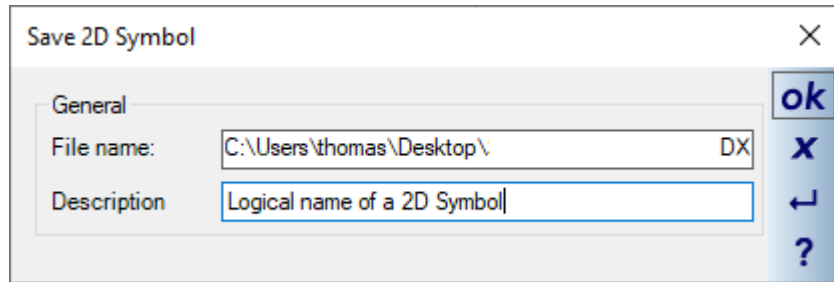 Save 2D Symbol
General
File name: C:\Users\thomas\Desktop\ DX
Description Logical name of a 2D Symbol
ok
x
?